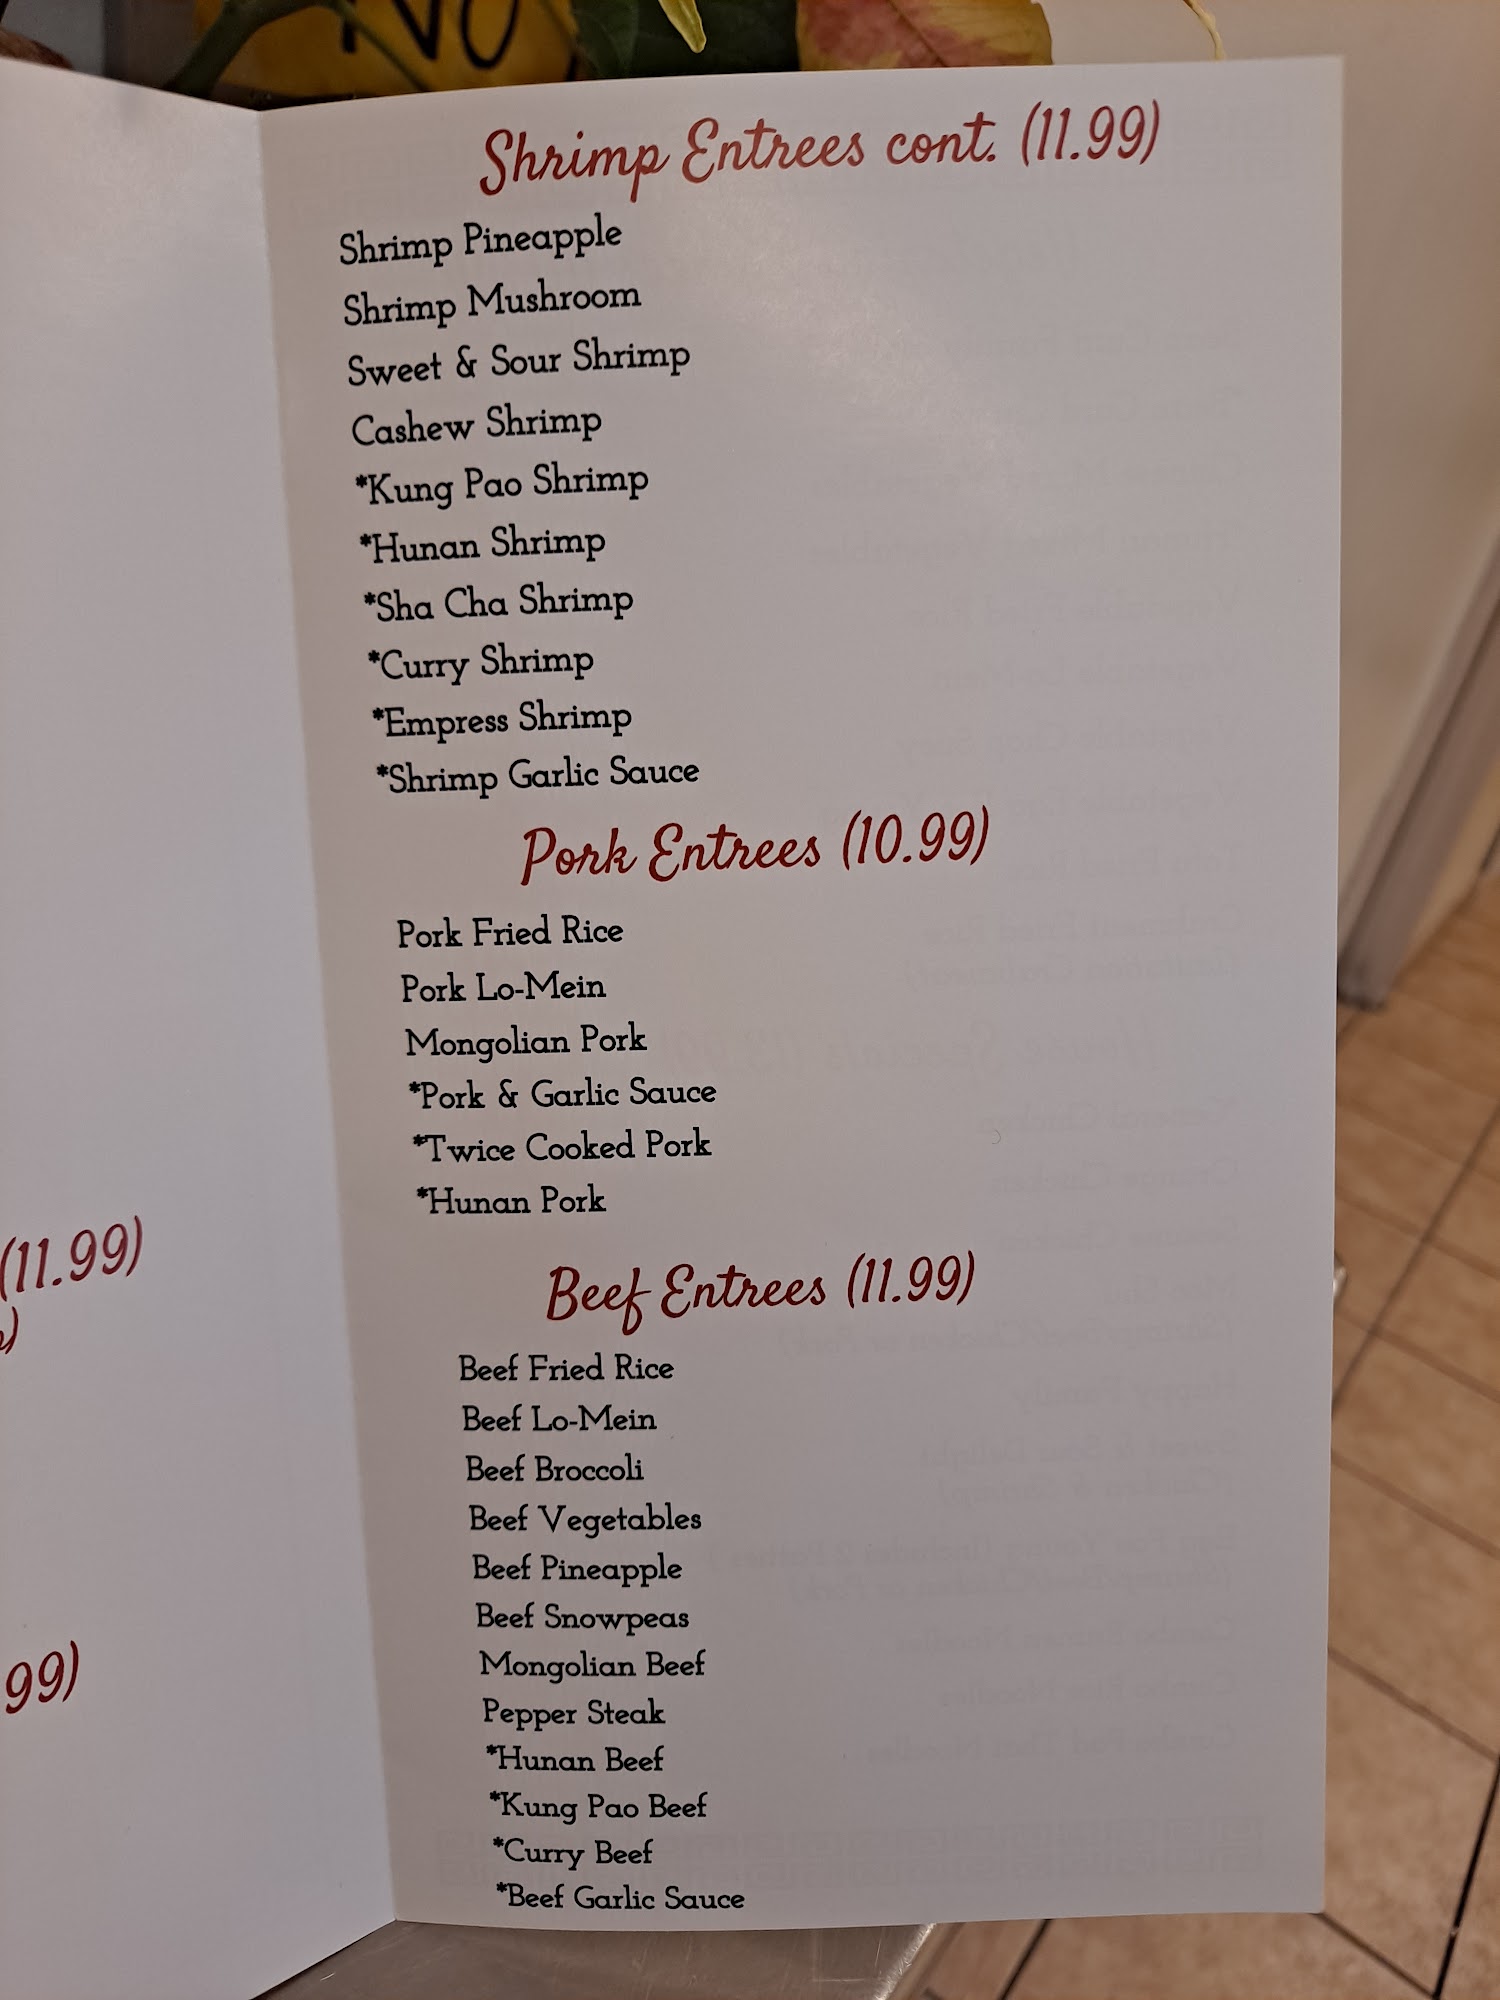 NO
Shrimp Entrees cont. (11.99)
Shrimp Pineapple
Shrimp Mushroom
Sweet & Sour Shrimp
Cashew Shrimp
*Kung Pao Shrimp
*Hunan Shrimp
*Sha Cha Shrimp
*Curry Shrimp
*Empress Shrimp
*Shrimp Garlic Sauce
Pork Entrees (10.99)
Pork Fried Rice
Pork Lo-Mein
Mongolian Pork
*Pork & Garlic Sauce
*Twice Cooked Pork
*Hunan Pork
Beef Entrees (11.99)
Beef Fried Rice
Beef Lo-Mein
Beef Broccoli
Beef Vegetables
Beef Pineapple
Beef Snowpeas
Mongolian Beef
Pepper Steak
*Hunan Beef
*Kung Pao Beef
*Curry Beef
*Beef Garlic Sauce
(11.99)
99)